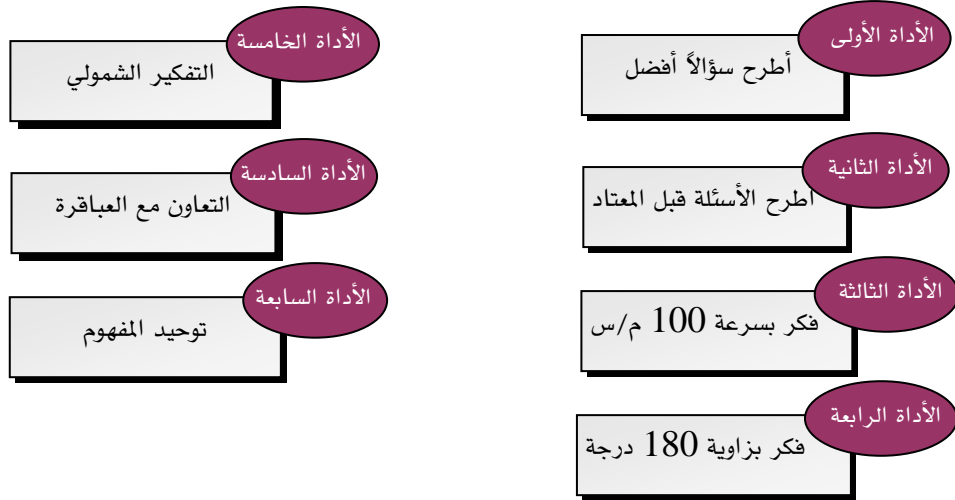 الأداة الأولى
أطرح سؤالاً أفضل
الأداة الثانية
اطرح الأسئلة قبل المعتاد
الأداة الثالثة
فكر بسرعة 100 م/س
الأداة الرابعة
فكر بزاوية 180 درجة
الأداة الخامسة
التفكير الشمولي
الأداة السادسة
التعاون مع العباقرة
الأداة السابعة
توحيد المفهوم